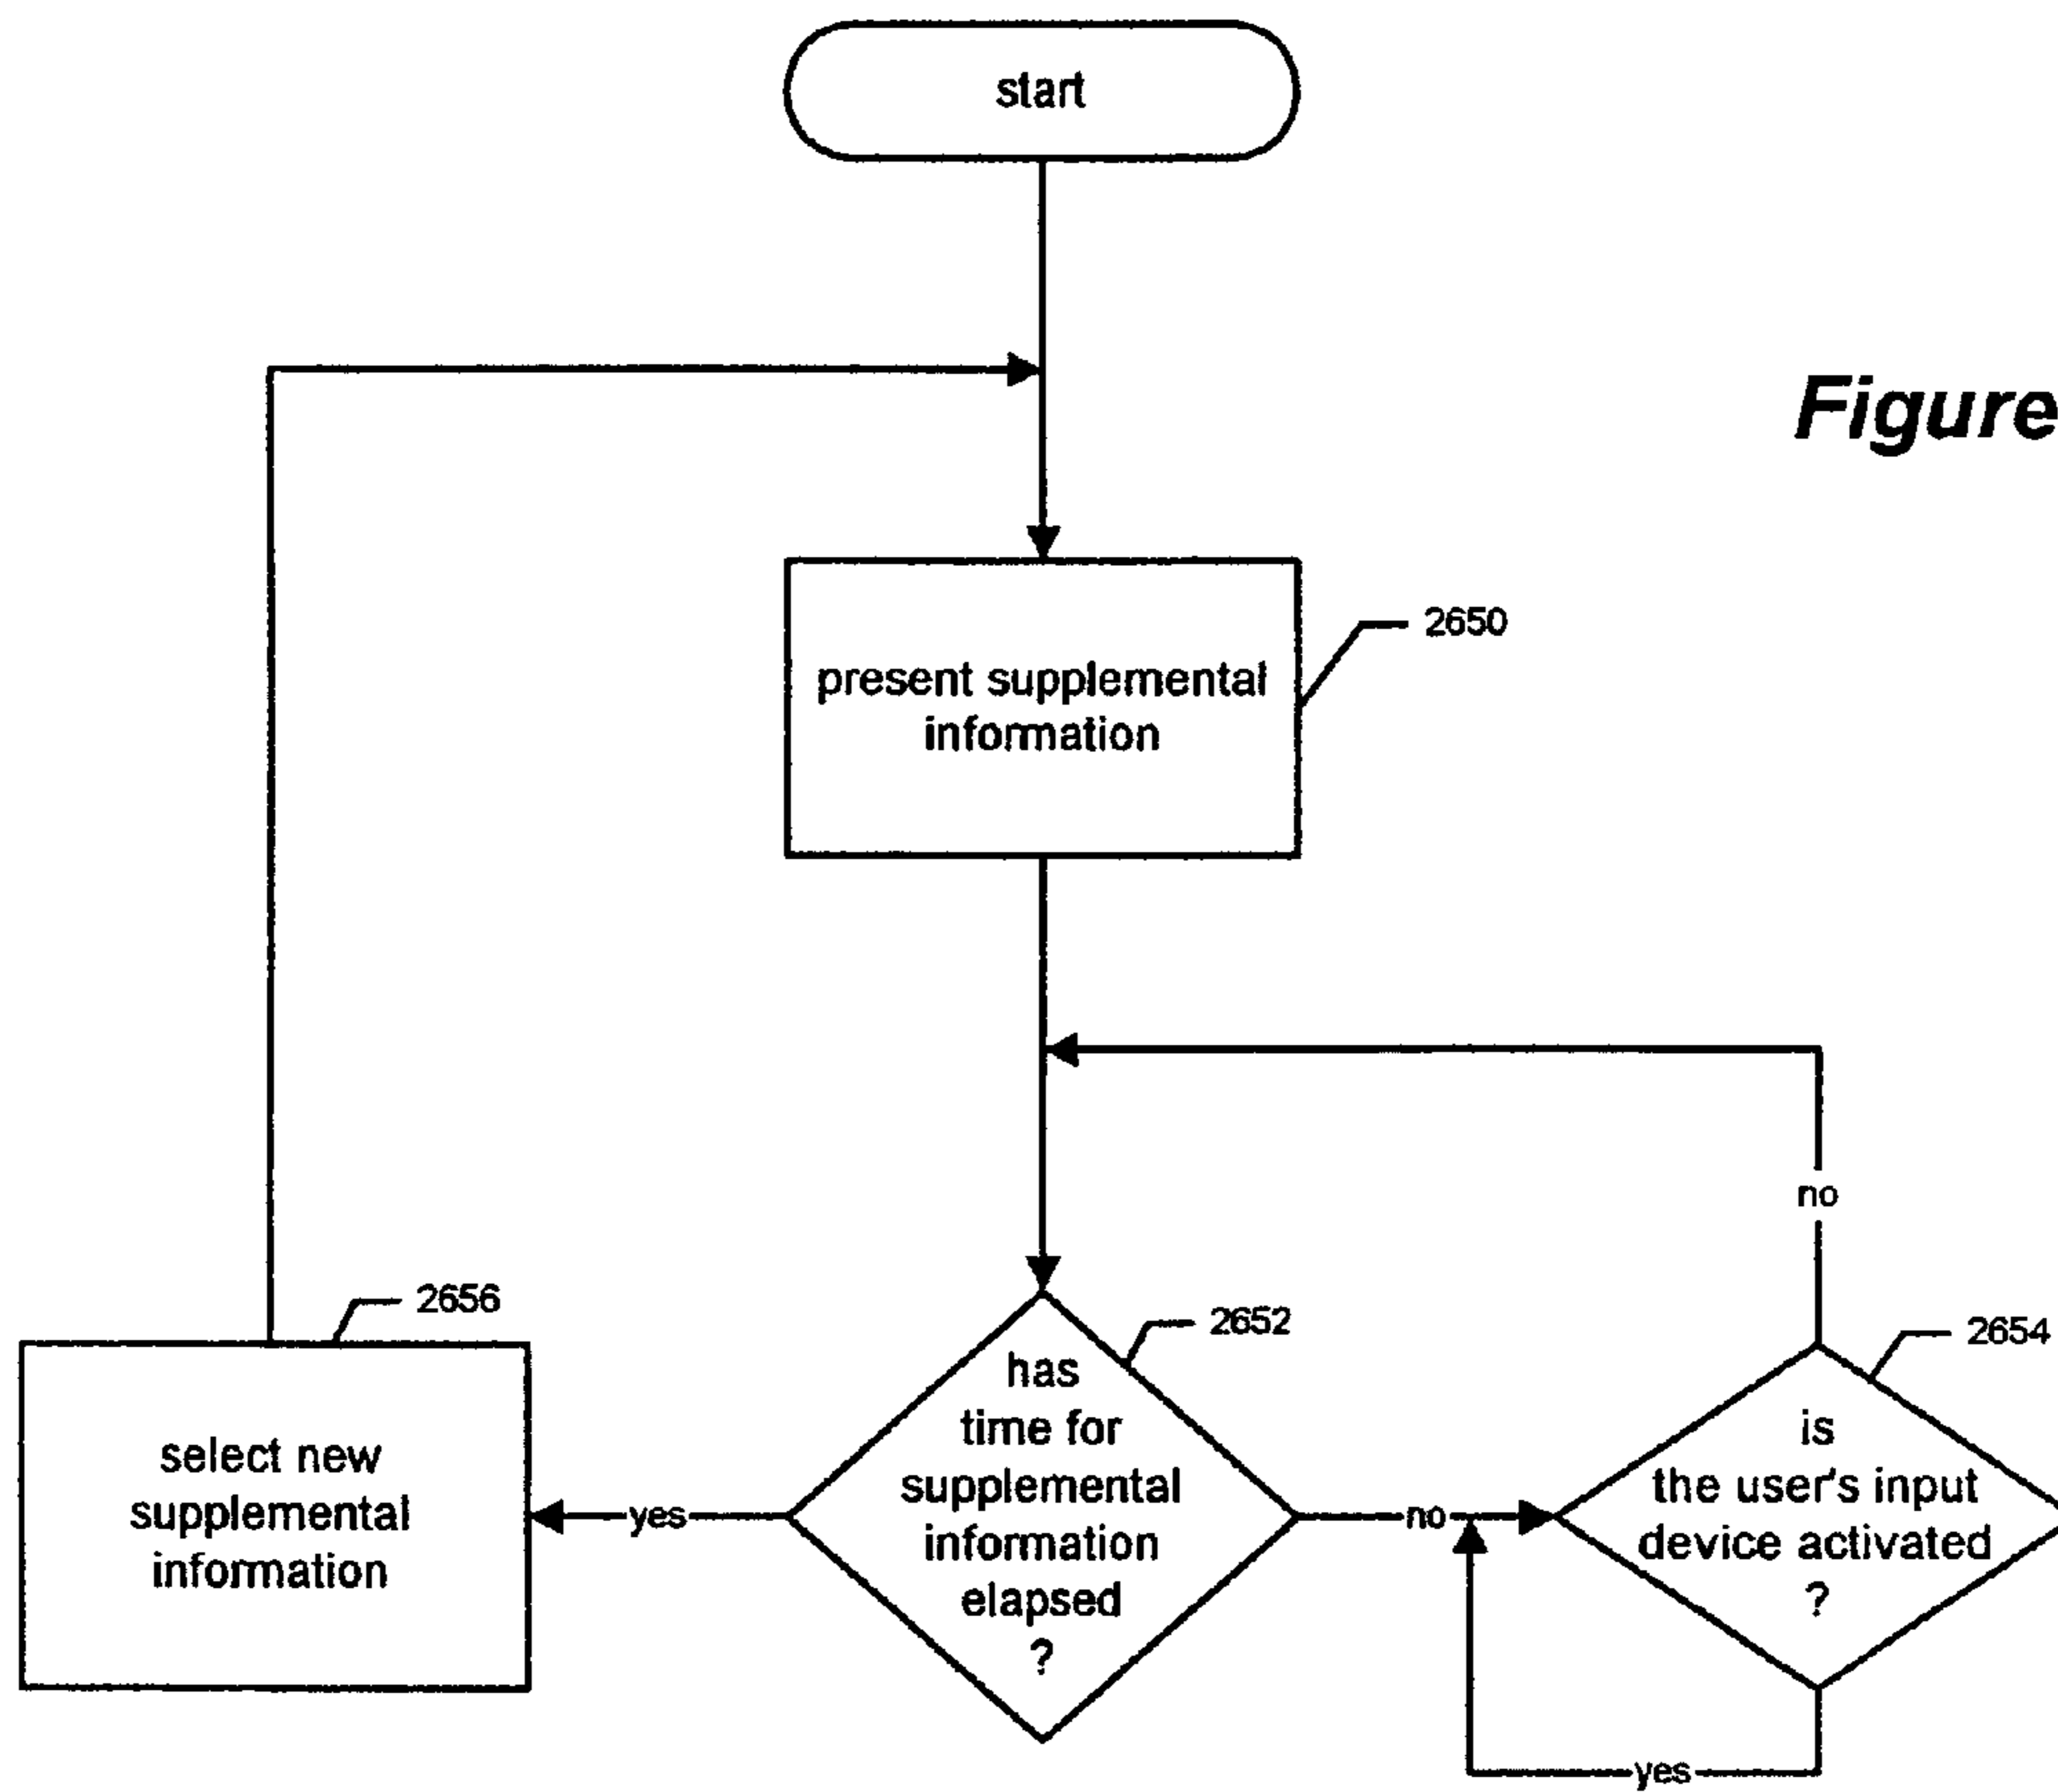 start
Figure
present supplemental
information
2650
no
2656
2652
2654
select new
supplemental
information
yes
has
time for
supplemental
information
elapsed
?
no
is
the user's input
device activated
?
yes